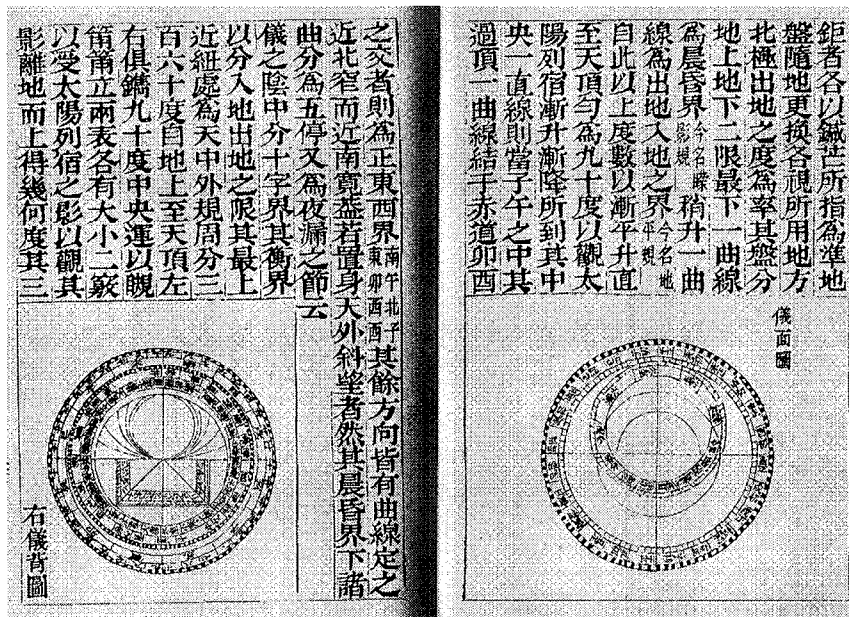 鉅者各以鍼芒所指為準地
盤隨地更換各視所用地方
北極出地之度為率其盤分
地上地下二限最下一曲線
為晨昏界今名朦影規稍升一曲
線為出地入地之界今名地平規
自此以上度數以漸平升直
至天頂勻為九十度以觀太
陽列宿漸升漸降所到其中
央一直線則當子午之中其
過頂一曲線結于赤道卯酉
儀面圖
之交者則為正東西界南午北子東卯西酉其餘方向皆有曲線定之
近北窄而近南寬蓋若置身天外斜望者然其晨昏界下諸
曲分為五停又為夜漏之節云
儀之陰中分十字界其衡界
以分入地出地之限其最上
近紐處為天中外規周分三
百六十度自地上至天頂左
右俱鐫九十度中央運以瞡
筩筩立兩表各有大小二竅
以受太陽列宿之影以觀其
影離地而上得幾何度其三
右儀背圖